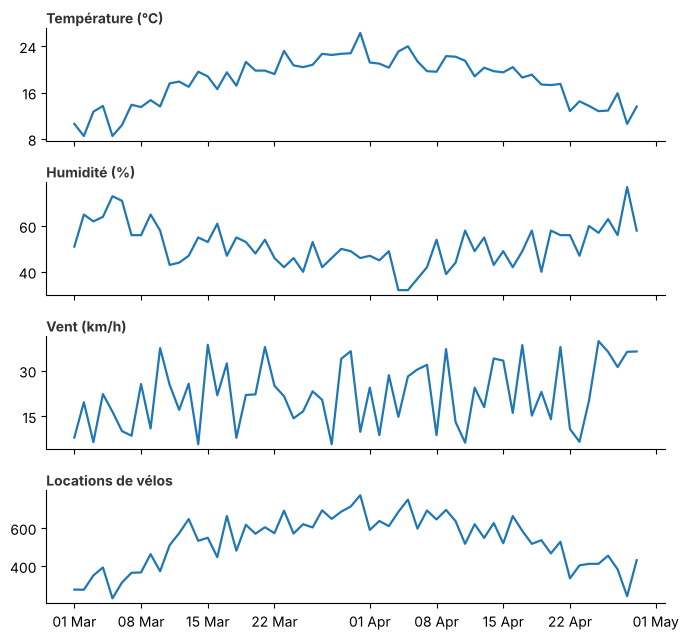 Température (°C)
24
16
8
Humidité (%)
60
40
Vent (km/h)
30
15
Locations de vélos
600
400
01 Mar 08 Mar 15 Mar 22 Mar 01 Apr 08 Apr 15 Apr 22 Apr 01 May